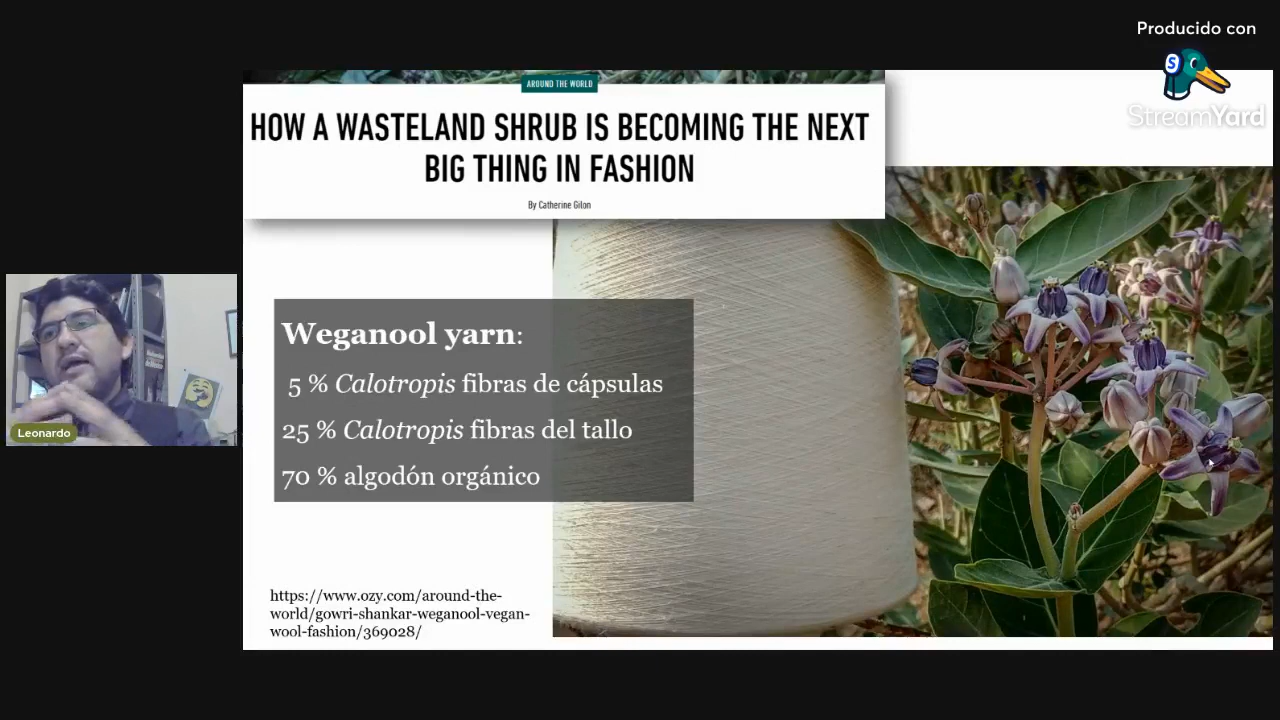 Producido con
StreamYard
AROUND THE WORLD
HOW A WASTELAND SHRUB IS BECOMING THE NEXT
BIG THING IN FASHION
By Catherine Gilon
Weganool yarn:
5 % Calotropis fibras de cápsulas
25 % Calotropis fibras del tallo
70 % algodón orgánico
Leonardo
https://www.ozy.com/around-the-
world/gowri-shankar-weganool-vegan-
wool-fashion/369028/